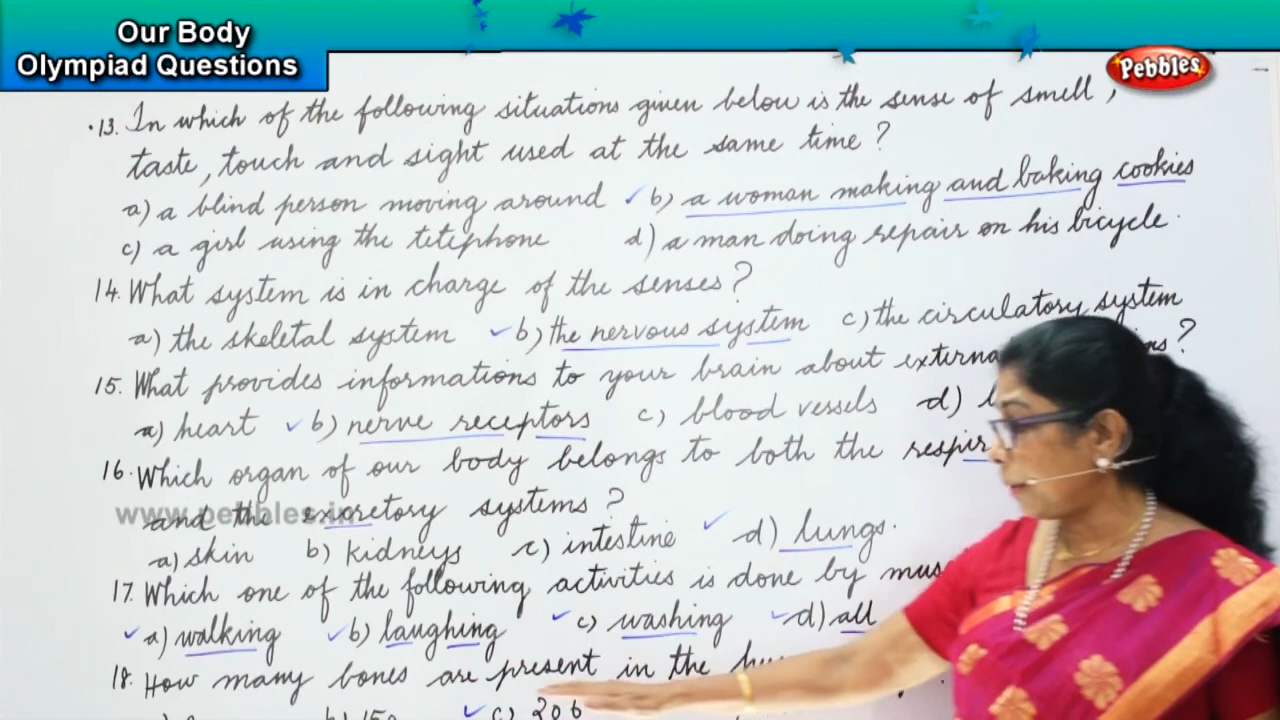 Our Body
Olympiad Questions
Pebbles
13. In which of the following situations given below is the sense of smell,
taste, touch and sight used at the same time?
a) a blind person moving around ✓b) a woman making and baking cookies
c) a girl using the tetephone d) a man doing repair on his bicycle.
14. What system is in charge of the senses?
a) the skeletal system ✓b) the nervous system c) the circulatory system
15. What provides informations to your brain about externa
a) heart ✓b) nerve receptors c) blood vessels d)
16. Which organ of our body belongs to both the respir
and the excretory systems?
www.pebbles.in
a) skin b) kidneys c) intestine ✓d) lungs.
17. Which one of the following activities is done by mus
✓a) walking ✓b) laughing ✓c) washing ✓d) all
18. How many bones are present in the hu
b) 150 ✓c) 206